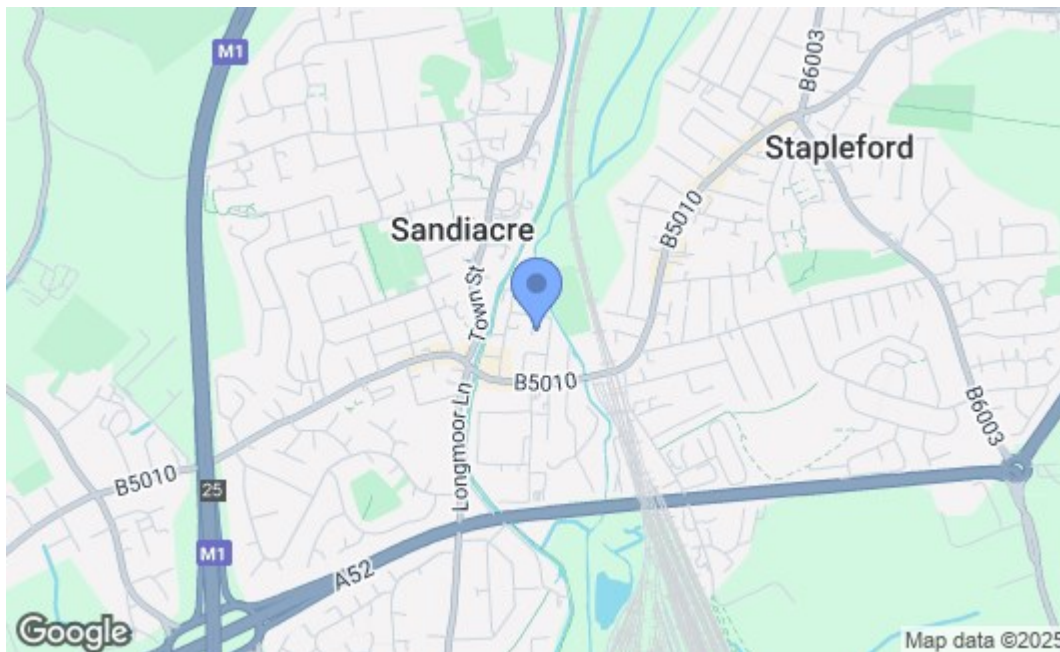 M1
B6003
Stapleford
Sandiacre
B5010
Town St
B5010
Longmoor Ln
B6003
B5010
25
M1
A52
Google
Map data ©2025